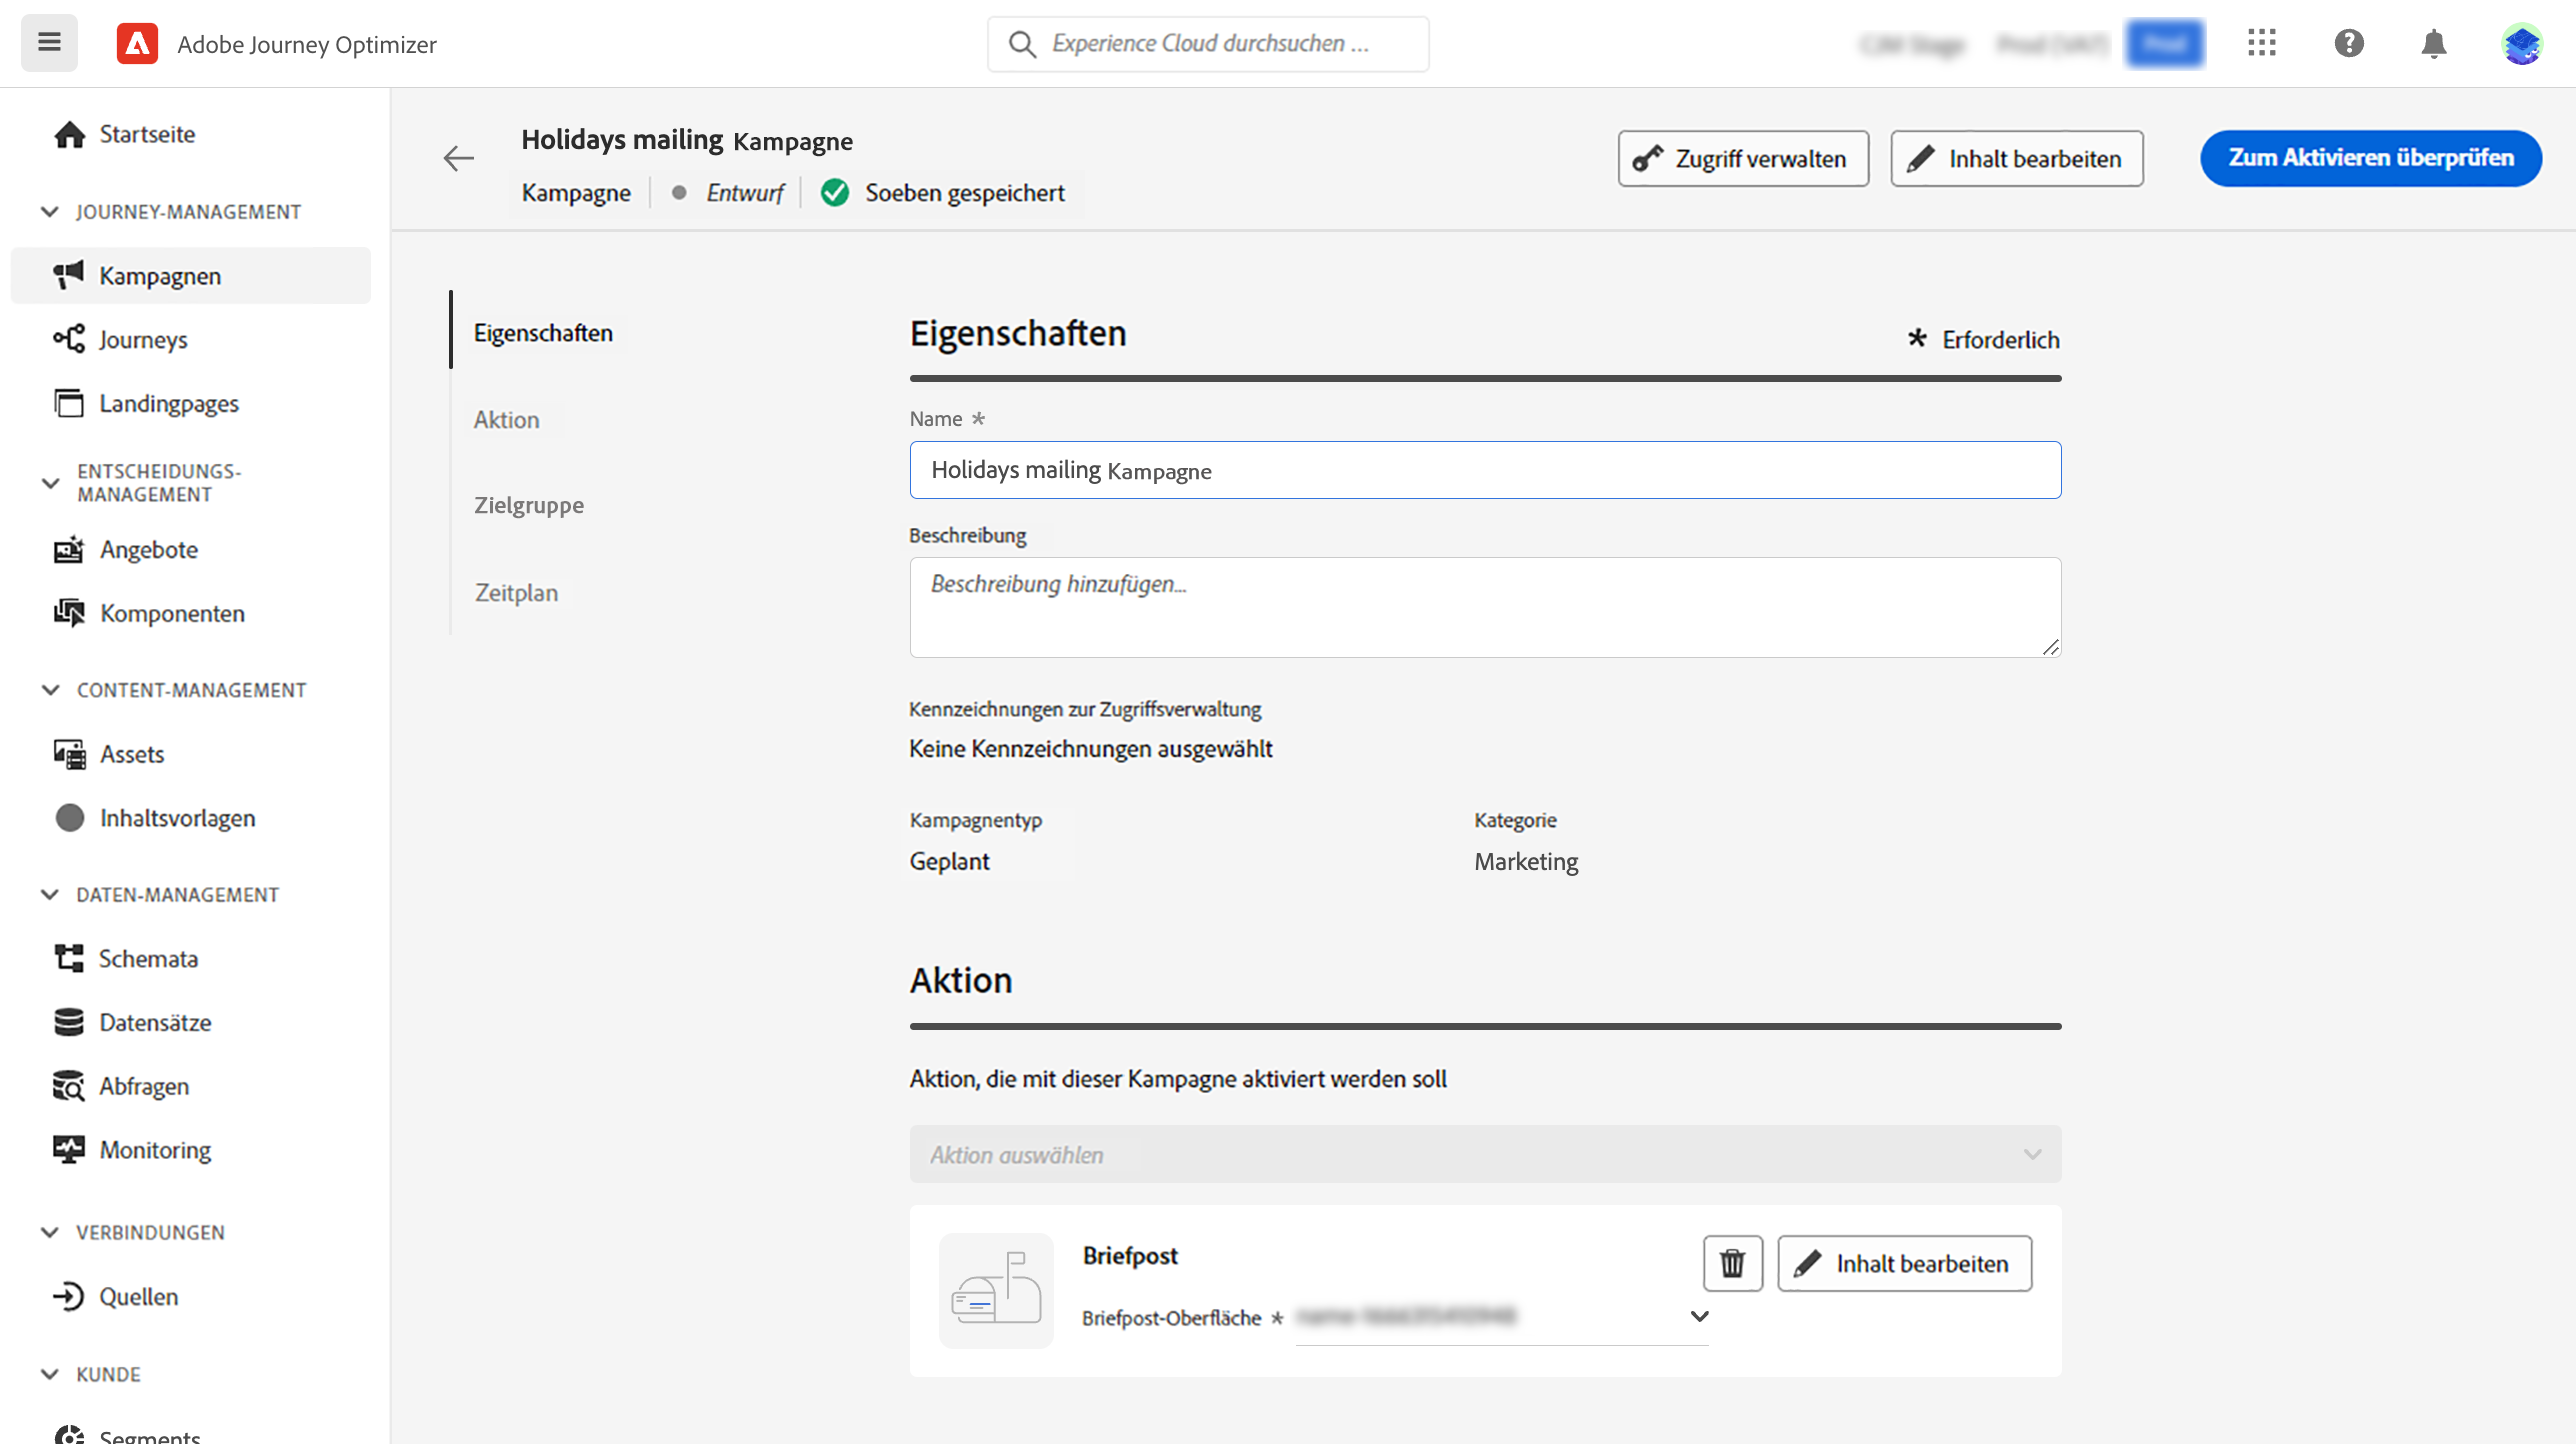 Adobe Journey Optimizer
Experience Cloud durchsuchen ...
Startseite
JOURNEY-MANAGEMENT
Kampagnen
Journeys
Landingpages
ENTSCHEIDUNGS-
MANAGEMENT
Angebote
Komponenten
CONTENT-MANAGEMENT
Assets
Inhaltsvorlagen
DATEN-MANAGEMENT
Schemata
Datensätze
Abfragen
Monitoring
VERBINDUNGEN
Quellen
KUNDE
Segments
Holidays mailing Kampagne
Kampagne Entwurf Soeben gespeichert
Zugriff verwalten
Inhalt bearbeiten
Zum Aktivieren überprüfen
Eigenschaften
Aktion
Zielgruppe
Zeitplan
Eigenschaften
* Erforderlich
Name *
Holidays mailing Kampagne
Beschreibung
Beschreibung hinzufügen...
Kennzeichnungen zur Zugriffsverwaltung
Keine Kennzeichnungen ausgewählt
Kampagnentyp
Geplant
Kategorie
Marketing
Aktion
Aktion, die mit dieser Kampagne aktiviert werden soll
Aktion auswählen
Briefpost
Inhalt bearbeiten
Briefpost-Oberfläche *